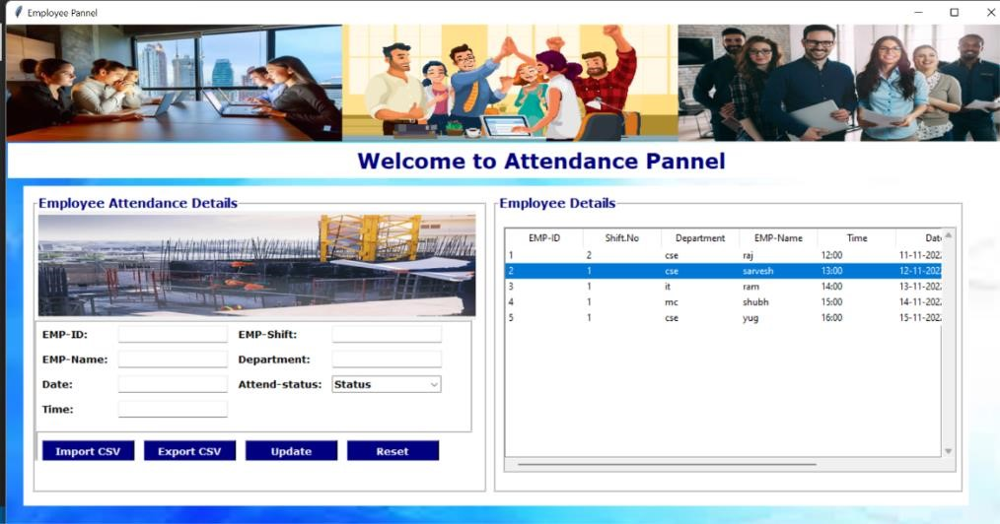 Employee Pannel
Welcome to Attendance Pannel
Employee Attendance Details
EMP-ID:
EMP-Shift:
EMP-Name:
Department:
Date:
Attend-status: Status
Time:
Import CSV Export CSV Update Reset
Employee Details
EMP-ID Shift.No Department EMP-Name Time
1 2 cse raj 12:00 11-11-202
2 1 cse sarvesh 13:00 12-11-202
3 1 it ram 14:00 13-11-202
4 1 mc shubh 15:00 14-11-202
5 1 cse yug 16:00 15-11-202